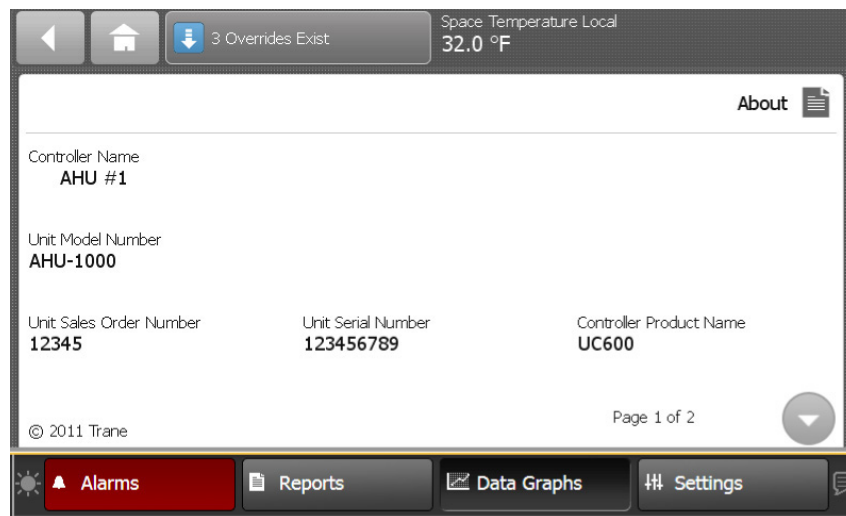 3 Overrides Exist
Space Temperature Local
32.0 °F
About
Controller Name
AHU #1
Unit Model Number
AHU-1000
Unit Sales Order Number
12345
Unit Serial Number
123456789
Controller Product Name
UC600
© 2011 Trane
Page 1 of 2
Alarms
Reports
Data Graphs
Settings